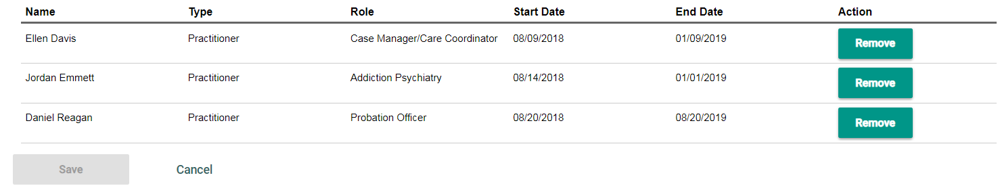 Name Type Role Start Date End Date Action
Ellen Davis Practitioner Case Manager/Care Coordinator 08/09/2018 01/09/2019 Remove
Jordan Emmett Practitioner Addiction Psychiatry 08/14/2018 01/01/2019 Remove
Daniel Reagan Practitioner Probation Officer 08/20/2018 08/20/2019 Remove
Save Cancel